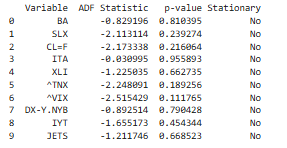 Variable ADF Statistic p-value Stationary
0 BA -0.829196 0.810395 No
1 SLX -2.113114 0.239274 No
2 CL=F -2.173338 0.216064 No
3 ITA -0.030995 0.955893 No
4 XLI -1.225035 0.662735 No
5 ^TNX -2.248091 0.189256 No
6 ^VIX -2.515429 0.111765 No
7 DX-Y.NYB -0.892514 0.790428 No
8 IYT -1.655173 0.454344 No
9 JETS -1.211746 0.668523 No